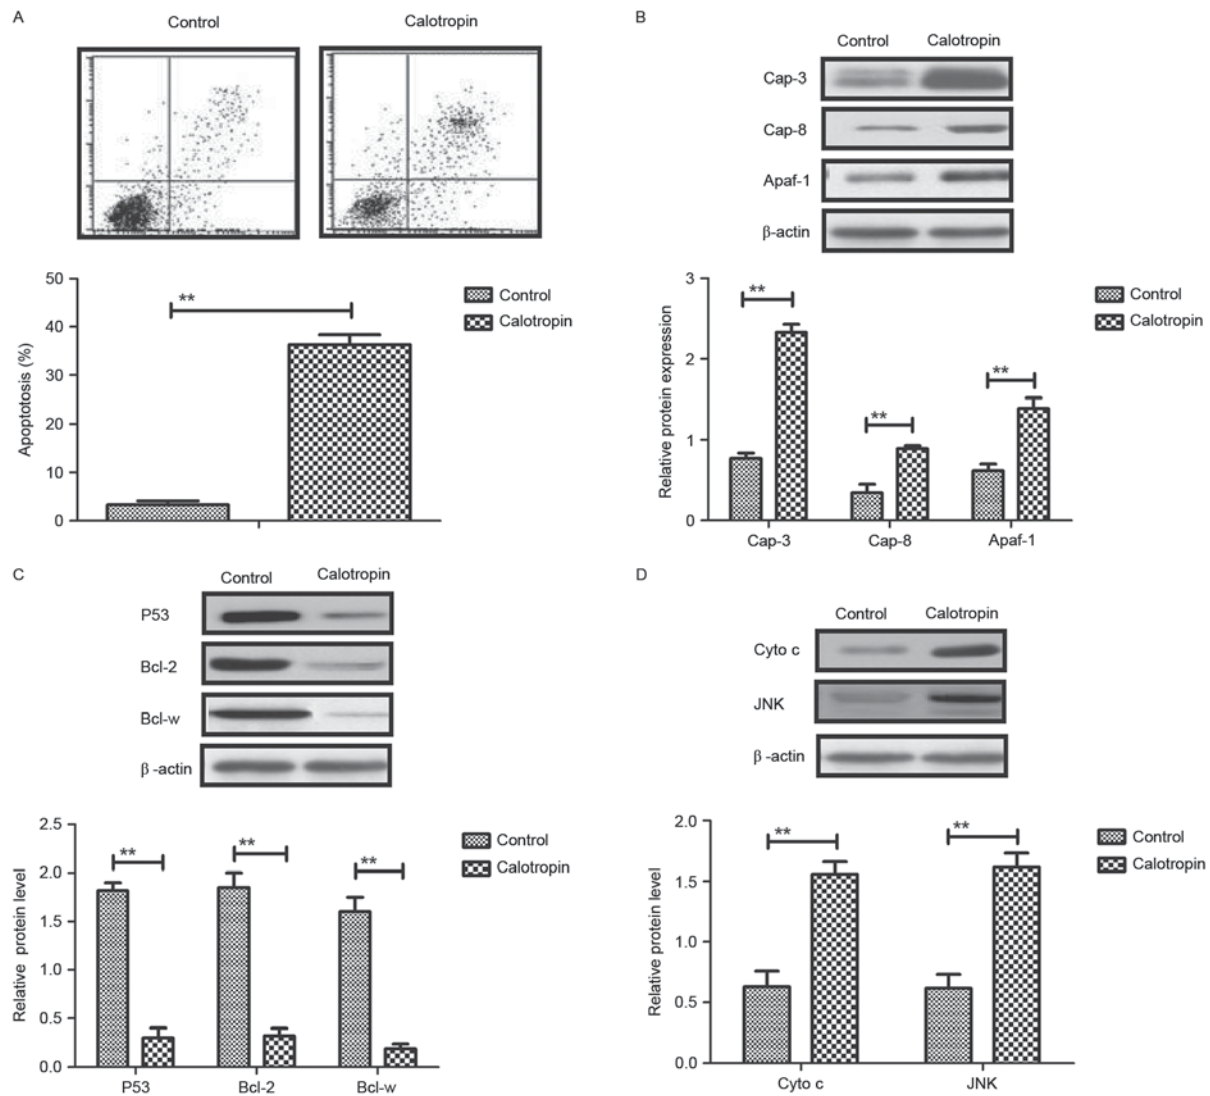 A
Control
Calotropin
Apoptotosis (%)
50
40
30
20
10
0
**
Control
Calotropin
B
Control
Calotropin
Cap-3
Cap-8
Apaf-1
β-actin
Relative protein expression
3
2
1
0
**
**
**
Cap-3
Cap-8
Apaf-1
Control
Calotropin
C
Control
Calotropin
P53
Bcl-2
Bcl-w
β -actin
Relative protein level
2.5
2.0
1.5
1.0
0.5
0.0
**
**
**
P53
Bcl-2
Bcl-w
Control
Calotropin
D
Control
Calotropin
Cyto c
JNK
β -actin
Relative protein level
2.0
1.5
1.0
0.5
0.0
**
**
Cyto c
JNK
Control
Calotropin